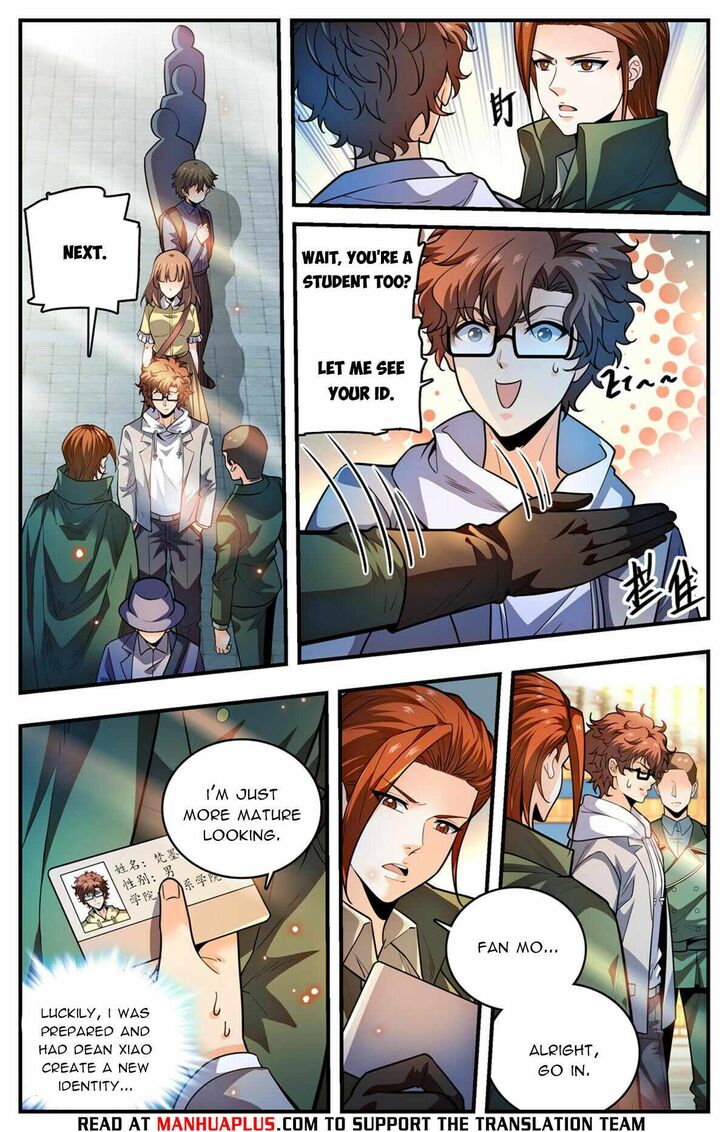 NEXT.
盯
WAIT, YOU'RE A
STUDENT TOO?
LET ME SEE
YOUR ID.
Zi~~
拦住
I'M JUST
MORE MATURE
LOOKING.
姓名：梵墨
性别：男
学院 系学院
LUCKILY, I WAS
PREPARED AND
HAD DEAN XIAO
CREATE A NEW
IDENTITY...
FAN MO...
ALRIGHT,
GO IN.
READ AT MANHUAPLUS.COM TO SUPPORT THE TRANSLATION TEAM